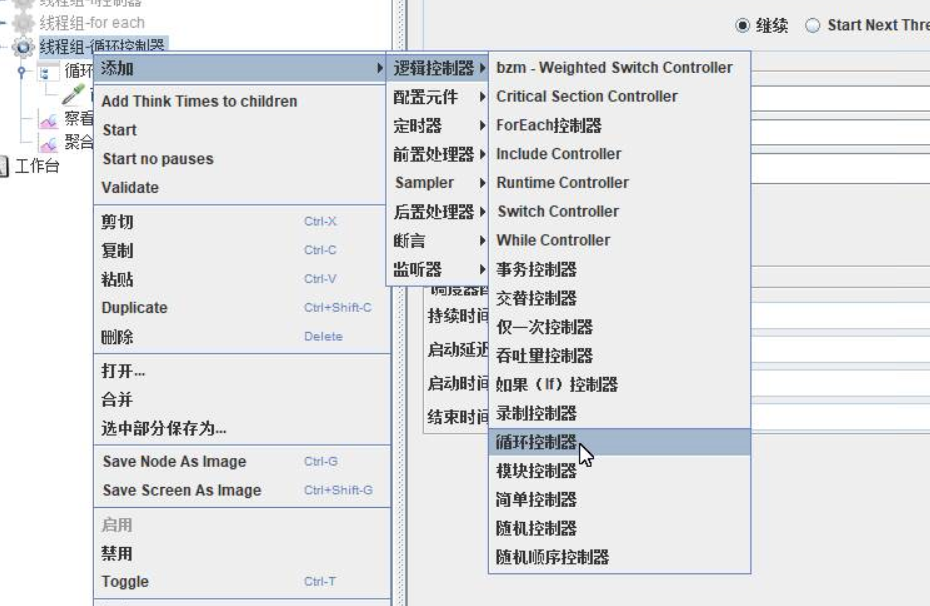 线程组-for each
继续
Start Next Thre
线程组-循环控制器
循环
察看
聚合
工作台
添加
Add Think Times to children
Start
Start no pauses
Validate
剪切 Ctrl-X
复制 Ctrl-C
粘贴 Ctrl-V
Duplicate Ctrl+Shift-C
删除 Delete
打开...
合并
选中部分保存为...
Save Node As Image Ctrl-G
Save Screen As Image Ctrl+Shift-G
启用
禁用
Toggle Ctrl-T
逻辑控制器
配置元件
定时器
前置处理器
Sampler
后置处理器
断言
监听器
持续时间
启动延迟
启动时间
结束时间
bzm - Weighted Switch Controller
Critical Section Controller
ForEach控制器
Include Controller
Runtime Controller
Switch Controller
While Controller
事务控制器
交替控制器
仅一次控制器
吞吐量控制器
如果（If）控制器
录制控制器
循环控制器
模块控制器
简单控制器
随机控制器
随机顺序控制器